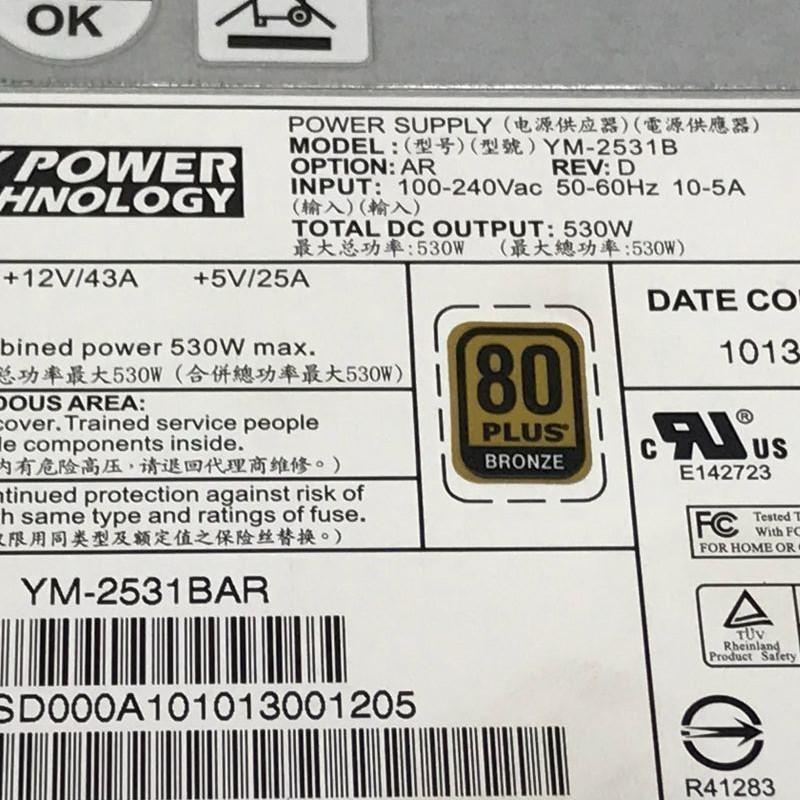 OK
POWER SUPPLY (电源供应器)(電源供應器)
MODEL:(型号)(型號) YM-2531B
OPTION: AR REV: D
INPUT: 100-240Vac 50-60Hz 10-5A
(输入)(輸入)
TOTAL DC OUTPUT: 530W
最大总功率:530W (最大總功率:530W)
Y POWER
HNOLOGY
+12V/43A +5V/25A
bined power 530W max.
总功率最大530W (合併總功率最大530W)
DOUS AREA:
cover. Trained service people
le components inside.
内有危险高压,请退回代理商维修。)
ntinued protection against risk of
h same type and ratings of fuse.
限用同类型及额定值之保险丝替换。)
80
PLUS
BRONZE
DATE CO
1013
c RU ® US
E142723
FC Tested T
With FC
FOR HOME OR
TÜV
Rheinland
Product Safety
R41283
YM-2531BAR
SD000A101013001205